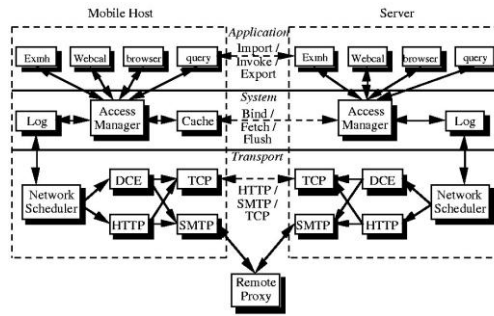 Mobile Host
Server
Application
Exmh
Webcal
browser
query
Import /
Invoke /
Export
Exmh
Webcal
browser
query
System
Log
Access
Manager
Cache
Bind /
Fetch /
Flush
Access
Manager
Log
Transport
Network
Scheduler
DCE
TCP
HTTP
SMTP
HTTP /
SMTP /
TCP
TCP
DCE
SMTP
HTTP
Network
Scheduler
Remote
Proxy